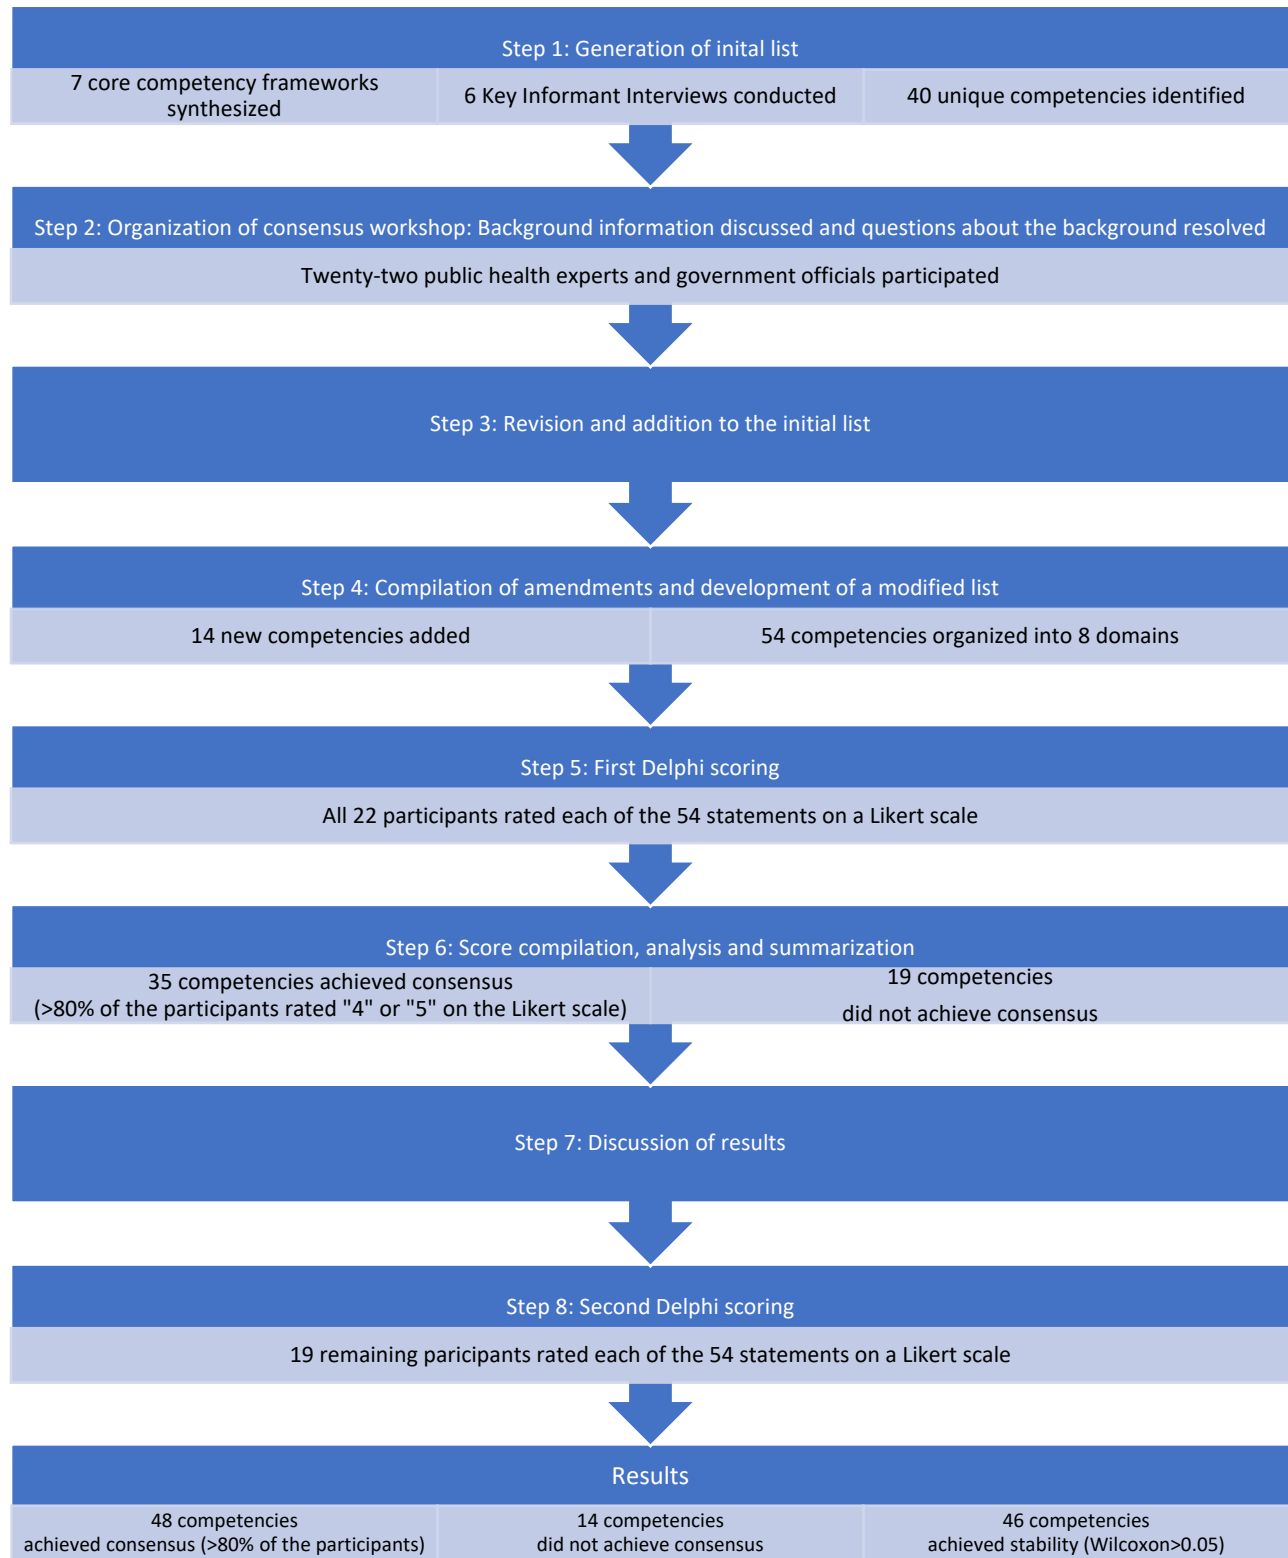 Step 1: Generation of inital list
7 core competency frameworks
synthesized
6 Key Informant Interviews conducted
40 unique competencies identified
Step 2: Organization of consensus workshop: Background information discussed and questions about the background resolved
Twenty-two public health experts and government officials participated
Step 3: Revision and addition to the initial list
Step 4: Compilation of amendments and development of a modified list
14 new competencies added
54 competencies organized into 8 domains
Step 5: First Delphi scoring
All 22 participants rated each of the 54 statements on a Likert scale
Step 6: Score compilation, analysis and summarization
35 competencies achieved consensus
(>80% of the participants rated "4" or "5" on the Likert scale)
19 competencies
did not achieve consensus
Step 7: Discussion of results
Step 8: Second Delphi scoring
19 remaining paricipants rated each of the 54 statements on a Likert scale
Results
48 competencies
achieved consensus (>80% of the participants)
14 competencies
did not achieve consensus
46 competencies
achieved stability (Wilcoxon>0.05)